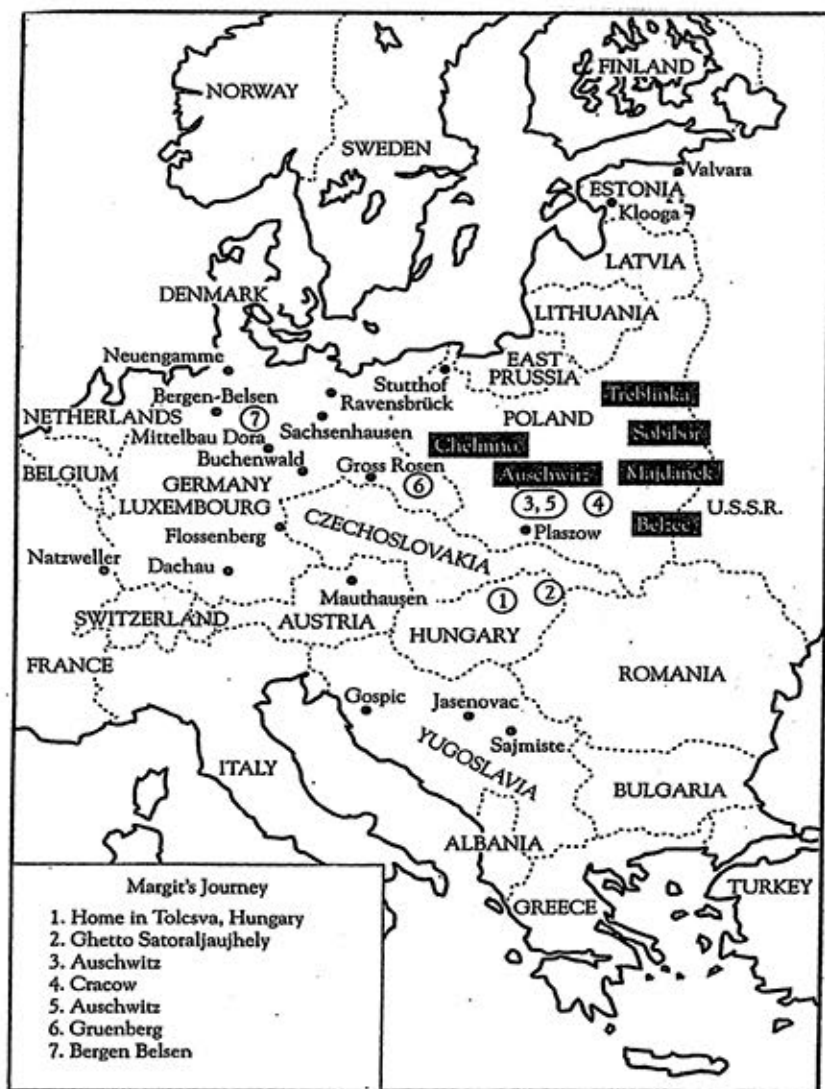 NORWAY
FINLAND
SWEDEN
Valvara
ESTONIA
Klooga
LATVIA
DENMARK
LITHUANIA
Neuengamme
EAST
PRUSSIA
Stutthof
Ravensbrück
Treblinka
Bergen-Belsen
NETHERLANDS
7
POLAND
Sachsenhausen
Sobibor
Mittelbau Dora
Chelmno
BELGIUM
Buchenwald
Gross Rosen
Auschwitz
Majdanek
GERMANY
6
LUXEMBOURG
3, 5
4
U.S.S.R.
Flossenberg
CZECHOSLOVAKIA
Plaszow
Belzec
Natzweller
Dachau
Mauthausen
1
2
SWITZERLAND
AUSTRIA
HUNGARY
FRANCE
ROMANIA
Gospic
Jasenovac
Sajmiste
ITALY
YUGOSLAVIA
BULGARIA
ALBANIA
TURKEY
GREECE
Margit's Journey
1. Home in Tolcsva, Hungary
2. Ghetto Satoraljaujhely
3. Auschwitz
4. Cracow
5. Auschwitz
6. Gruenberg
7. Bergen Belsen